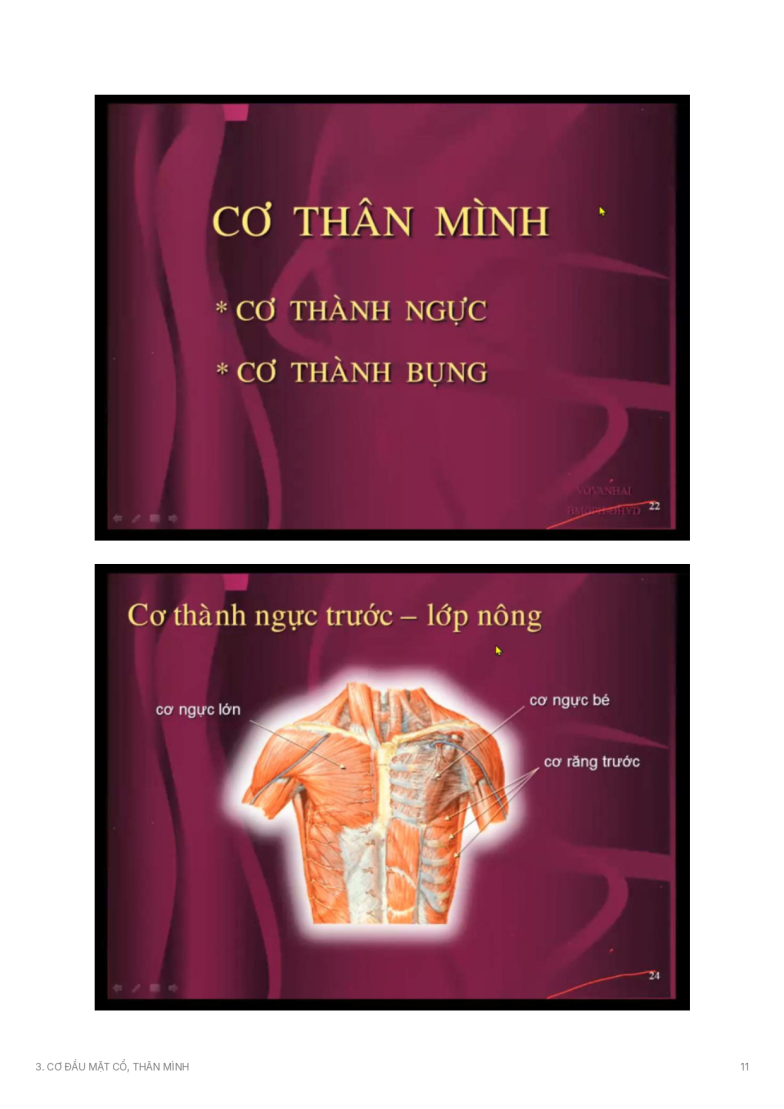 CƠ THÂN MÌNH
* CƠ THÀNH NGỰC
* CƠ THÀNH BỤNG
VOVANHAI
22
Cơ thành ngực trước – lớp nông
cơ ngực lớn
cơ ngực bé
cơ răng trước
24
3. CƠ ĐẦU MẶT CỔ, THÂN MÌNH
11